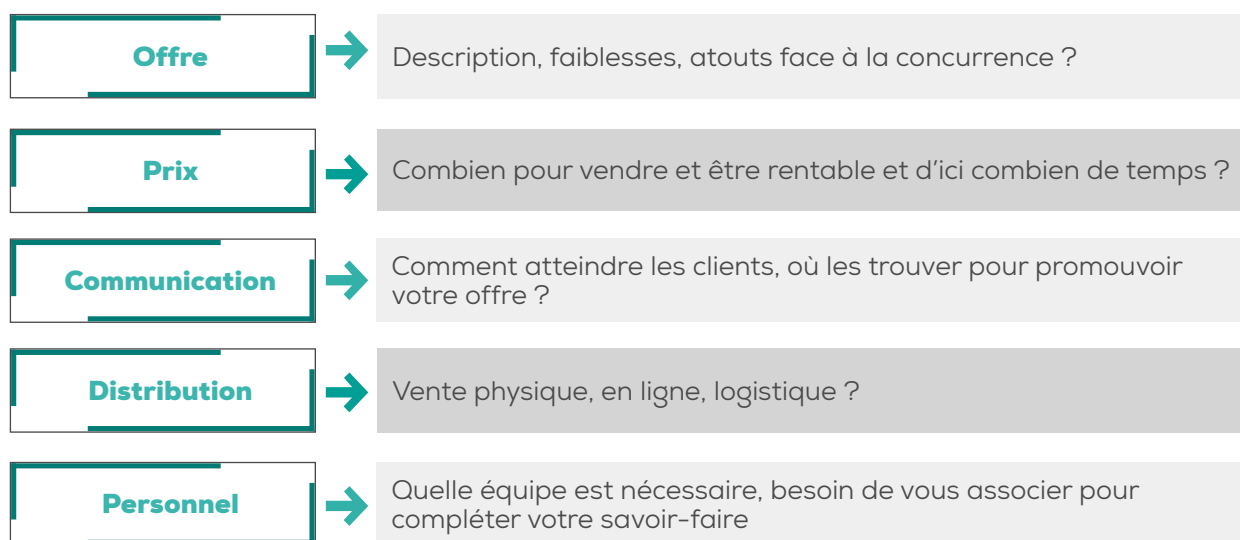 Offre
Description, faiblesses, atouts face à la concurrence ?
Prix
Combien pour vendre et être rentable et d'ici combien de temps ?
Communication
Comment atteindre les clients, où les trouver pour promouvoir
votre offre ?
Distribution
Vente physique, en ligne, logistique ?
Personnel
Quelle équipe est nécessaire, besoin de vous associer pour
compléter votre savoir-faire